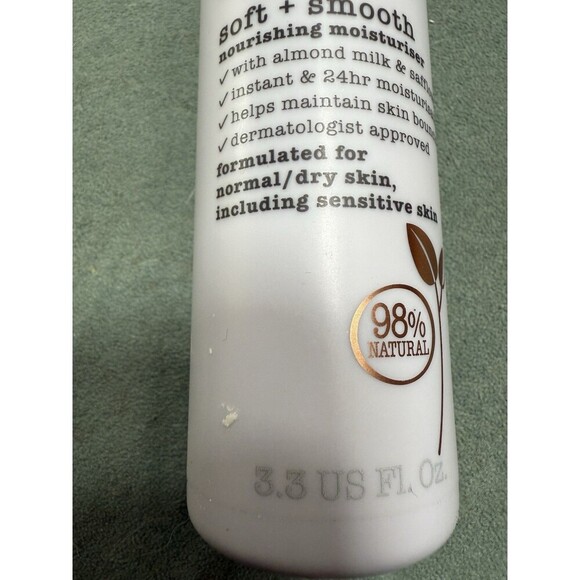 soft + smooth
nourishing moisturiser
✓ with almond milk &
✓ instant & 24hr
✓ helps maintain skin
✓ dermatologist approved
formulated for
normal/dry skin,
including sensitive skin
98%
NATURAL
3.3 US Fl. Oz.